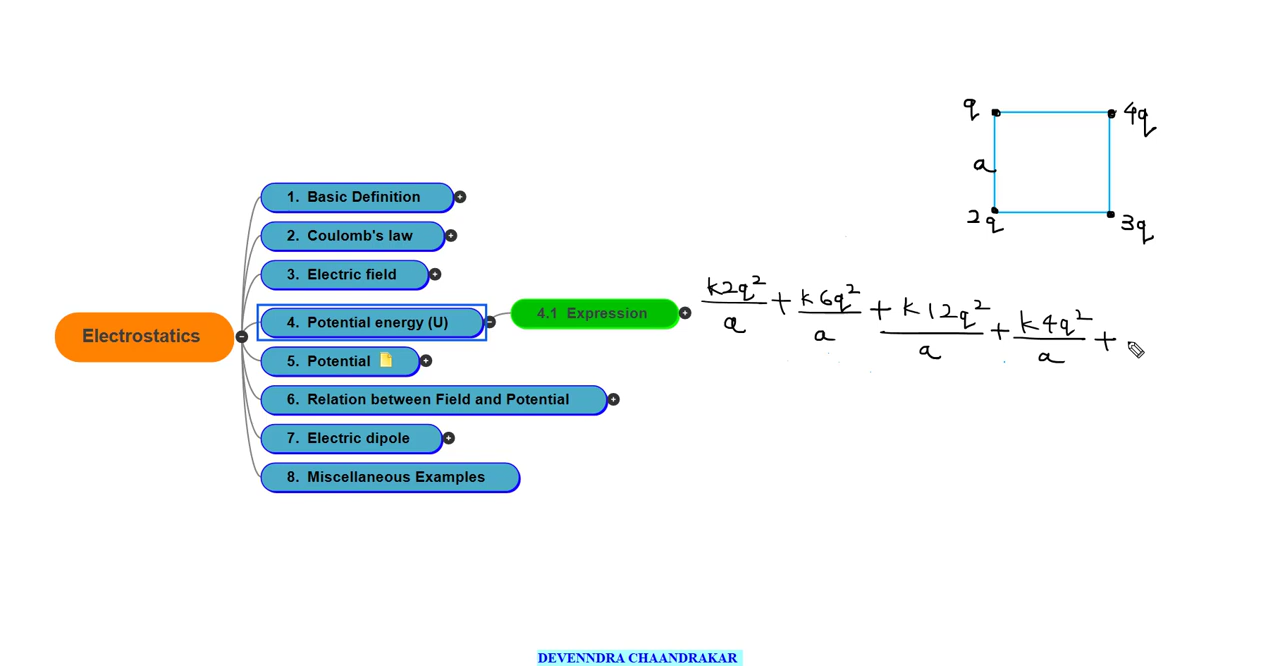 q
4q
a
2q
3q
Electrostatics
1. Basic Definition
2. Coulomb's law
3. Electric field
4. Potential energy (U)
4.1 Expression
5. Potential
6. Relation between Field and Potential
7. Electric dipole
8. Miscellaneous Examples
k2q²/a + k6q²/a + k12q²/a + k4q²/a +
DEVENNDRA CHAANDRAKAR